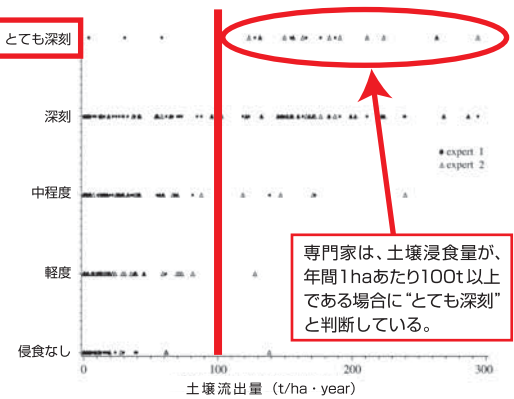 とても深刻
深刻
expert 1
expert 2
中程度
専門家は、土壌浸食量が、
年間1haあたり100t以上
である場合に“とても深刻”
と判断している。
軽度
侵食なし
0 100 200 300
土壌流出量（t/ha・year）